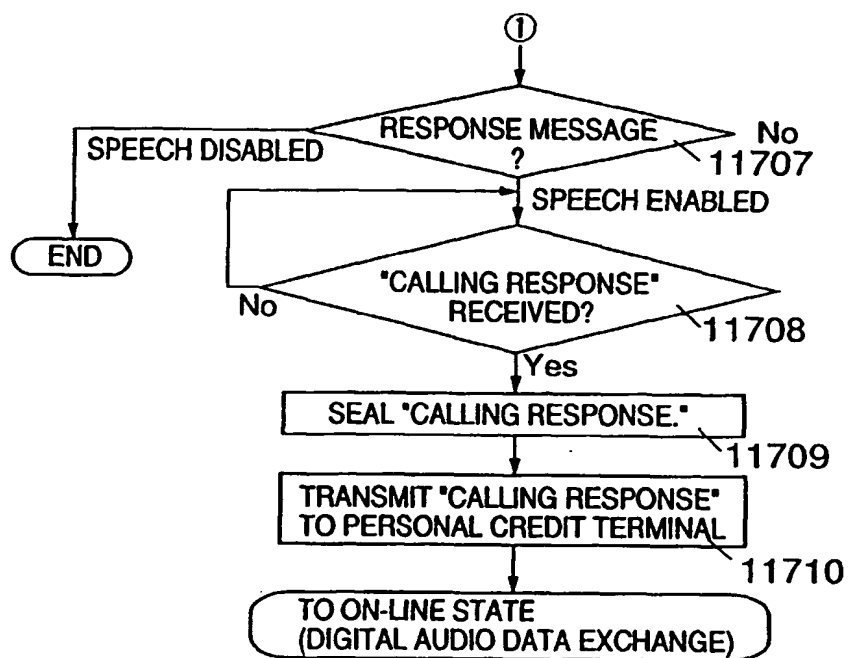 1
RESPONSE MESSAGE
?
No
11707
SPEECH DISABLED
SPEECH ENABLED
END
"CALLING RESPONSE"
RECEIVED?
No
11708
Yes
SEAL "CALLING RESPONSE."
11709
TRANSMIT "CALLING RESPONSE"
TO PERSONAL CREDIT TERMINAL
11710
TO ON-LINE STATE
(DIGITAL AUDIO DATA EXCHANGE)